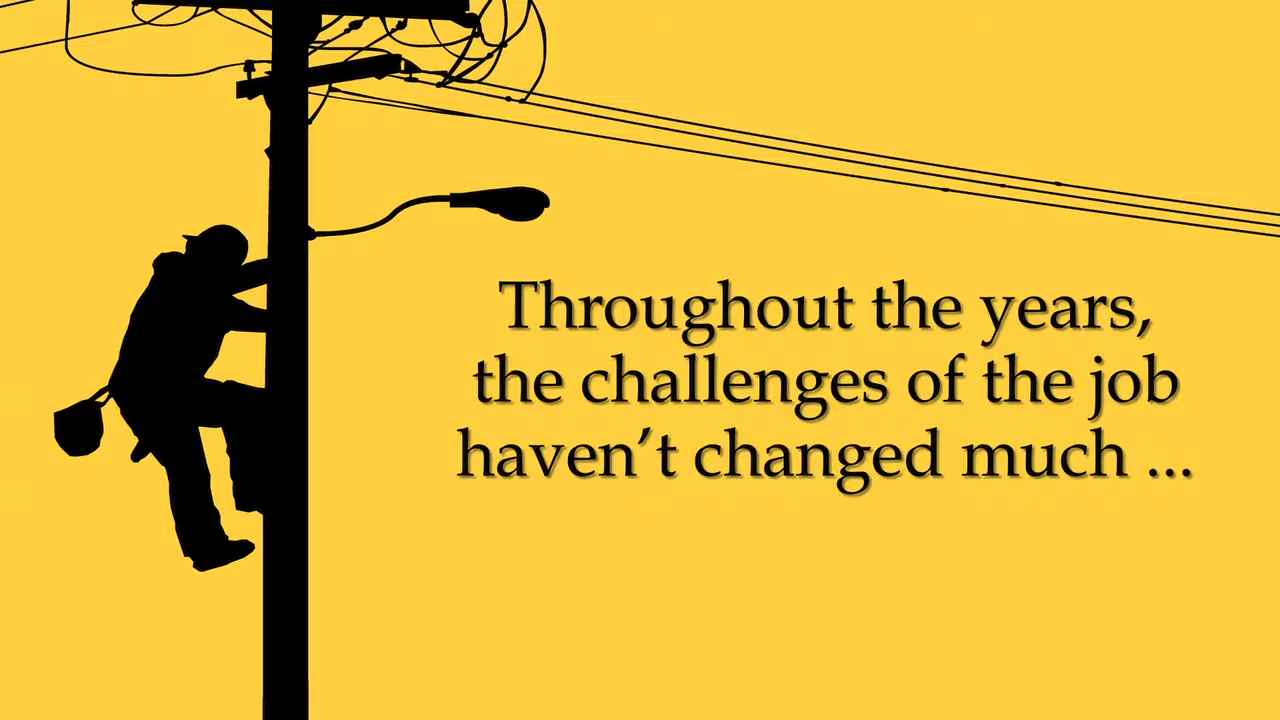 Throughout the years,
the challenges of the job
haven’t changed much ...